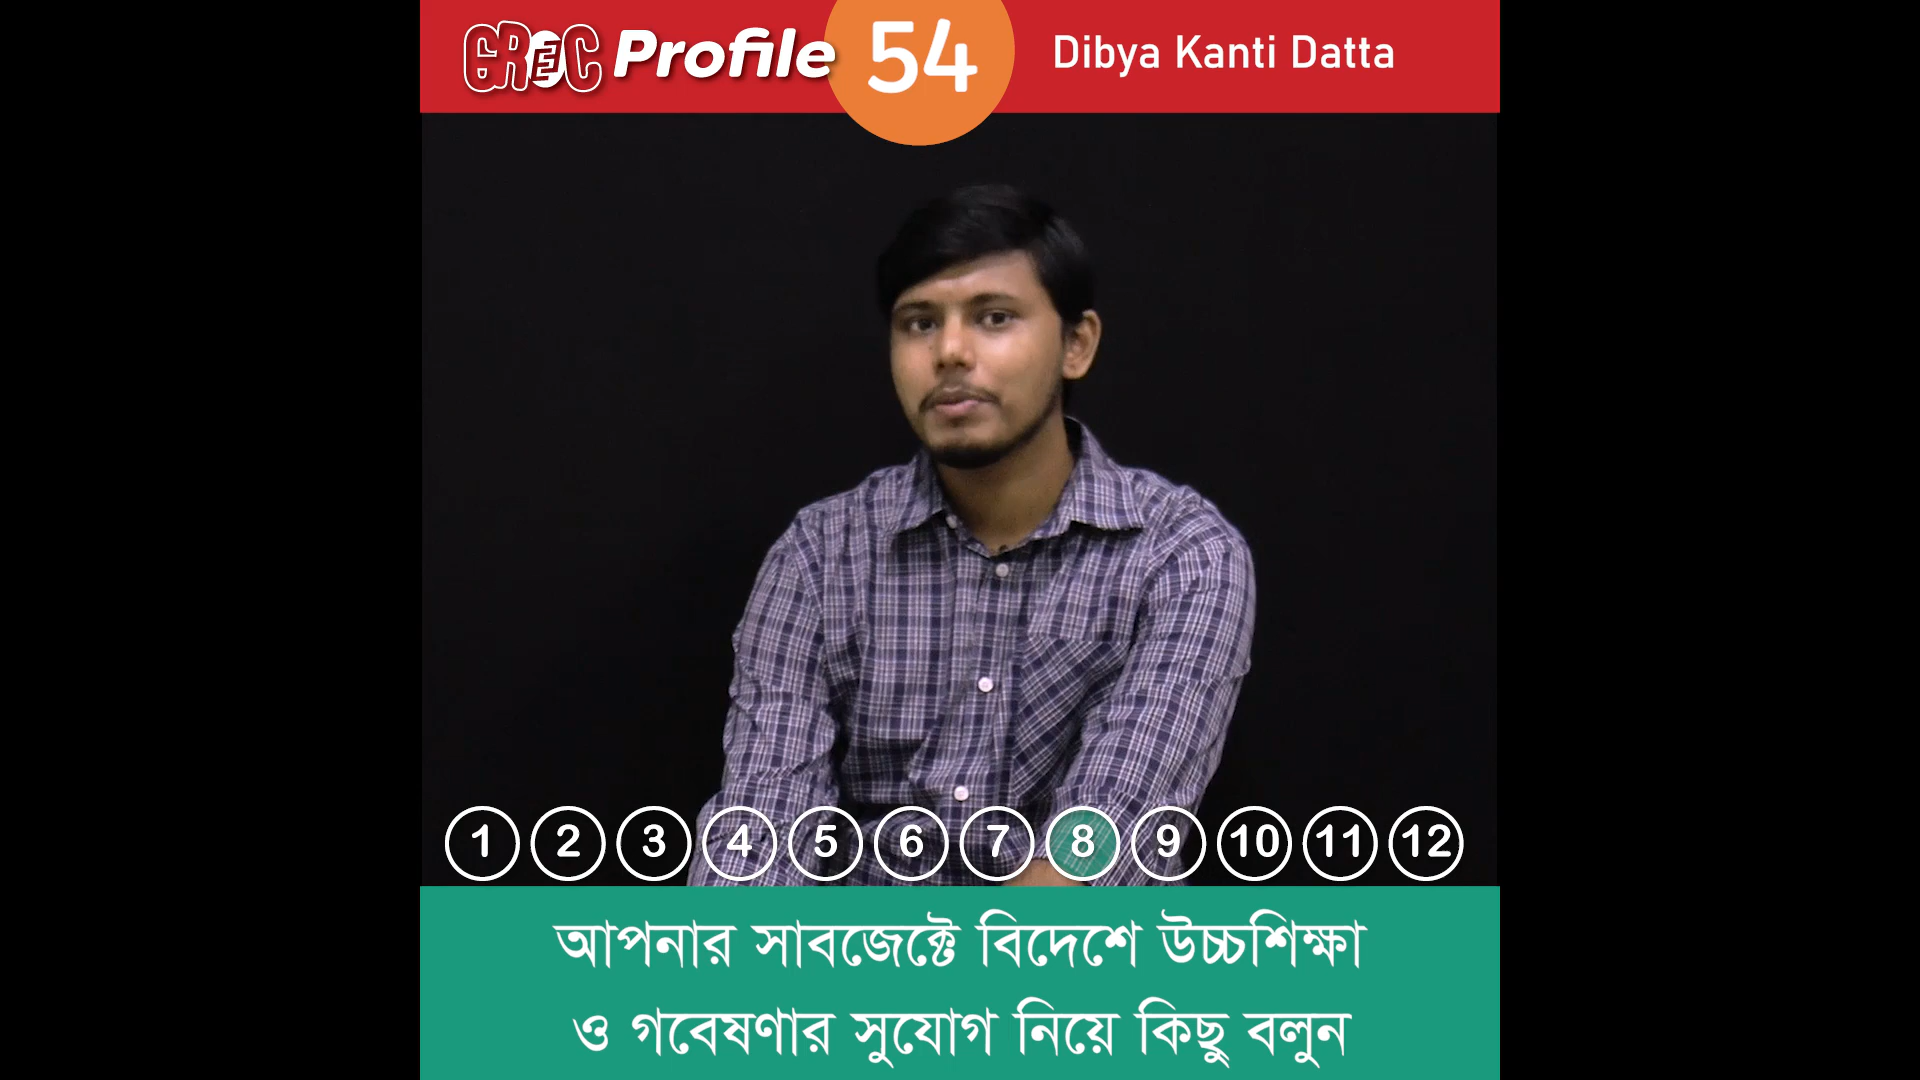 GREC Profile 54 Dibya Kanti Datta
1 2 3 4 5 6 7 8 9 10 11 12
আপনার সাবজেক্টে বিদেশে উচ্চশিক্ষা
ও গবেষণার সুযোগ নিয়ে কিছু বলুন